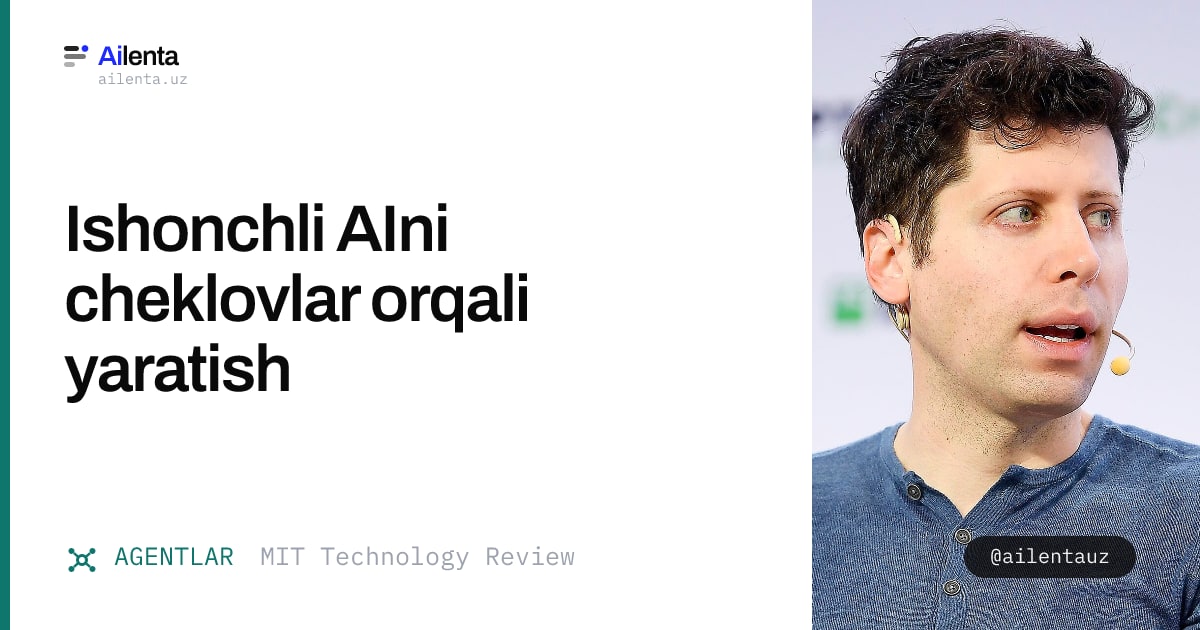 Ailenta
ailenta.uz
Ishonchli AIni
cheklovlar orqali
yaratish
AGENTLAR MIT Technology Review
@ailentauz